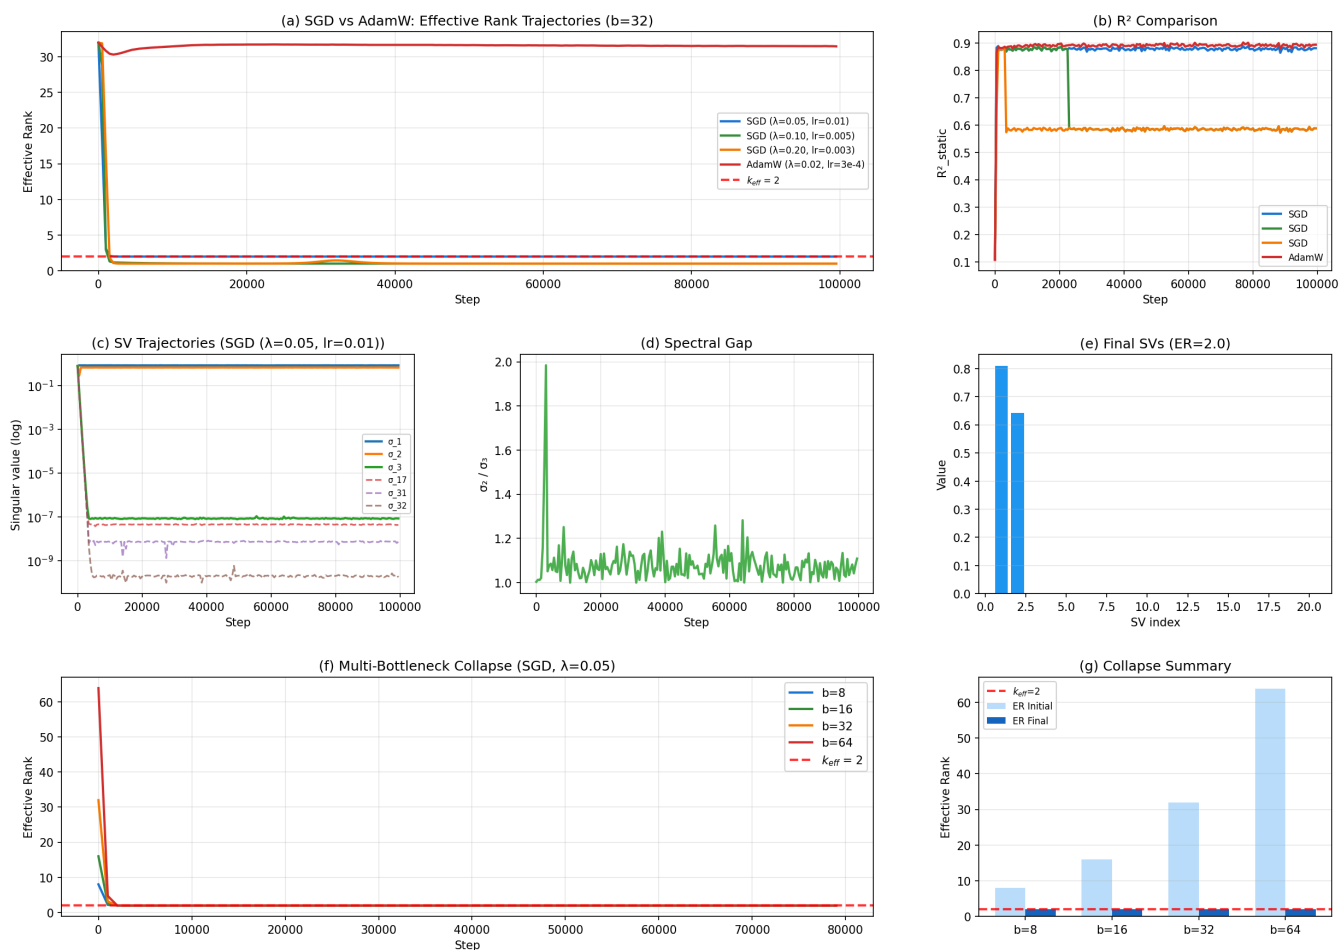 (a) SGD vs AdamW: Effective Rank Trajectories (b=32)
Effective Rank
30
25
20
15
10
5
0
SGD (λ=0.05, lr=0.01)
SGD (λ=0.10, lr=0.005)
SGD (λ=0.20, lr=0.003)
AdamW (λ=0.02, lr=3e-4)
k_eff = 2
0 20000 40000 60000 80000 100000
Step
(b) R² Comparison
R²_static
0.9
0.8
0.7
0.6
0.5
0.4
0.3
0.2
0.1
SGD
SGD
SGD
AdamW
0 20000 40000 60000 80000 100000
Step
(c) SV Trajectories (SGD (λ=0.05, lr=0.01))
Singular value (log)
10⁻¹
10⁻³
10⁻⁵
10⁻⁷
10⁻⁹
σ_1
σ_2
σ_3
σ_17
σ_31
σ_32
0 20000 40000 60000 80000 100000
Step
(d) Spectral Gap
σ₂ / σ₃
2.0
1.8
1.6
1.4
1.2
1.0
0 20000 40000 60000 80000 100000
Step
(e) Final SVs (ER=2.0)
Value
0.8
0.7
0.6
0.5
0.4
0.3
0.2
0.1
0.0
0.0 2.5 5.0 7.5 10.0 12.5 15.0 17.5 20.0
SV index
(f) Multi-Bottleneck Collapse (SGD, λ=0.05)
Effective Rank
60
50
40
30
20
10
0
b=8
b=16
b=32
b=64
k_eff = 2
0 10000 20000 30000 40000 50000 60000 70000 80000
Step
(g) Collapse Summary
Effective Rank
60
50
40
30
20
10
0
k_eff=2
ER Initial
ER Final
b=8 b=16 b=32 b=64